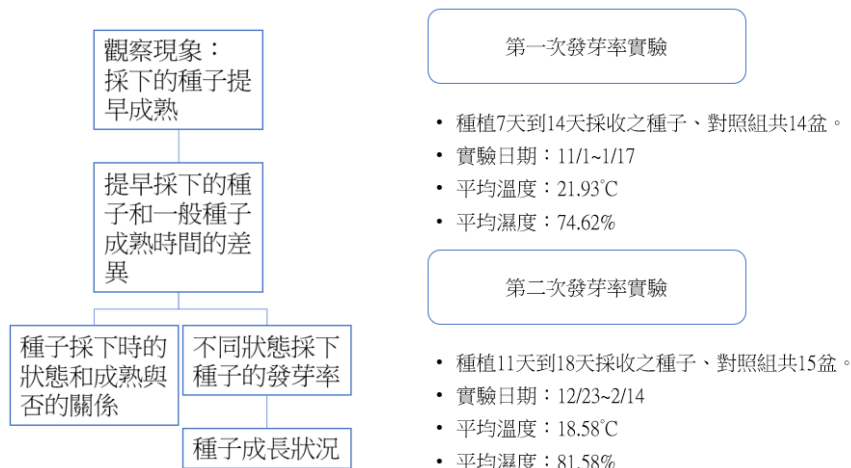 觀察現象：
採下的種子提
早成熟
提早採下的種
子和一般種子
成熟時間的差
異
種子採下時的
狀態和成熟與
否的關係
不同狀態採下
種子的發芽率
種子成長狀況
第一次發芽率實驗
• 種植7天到14天採收之種子、對照組共14盆。
• 實驗日期：11/1~1/17
• 平均溫度：21.93°C
• 平均濕度：74.62%
第二次發芽率實驗
• 種植11天到18天採收之種子、對照組共15盆。
• 實驗日期：12/23~2/14
• 平均溫度：18.58°C
• 平均濕度：81.58%